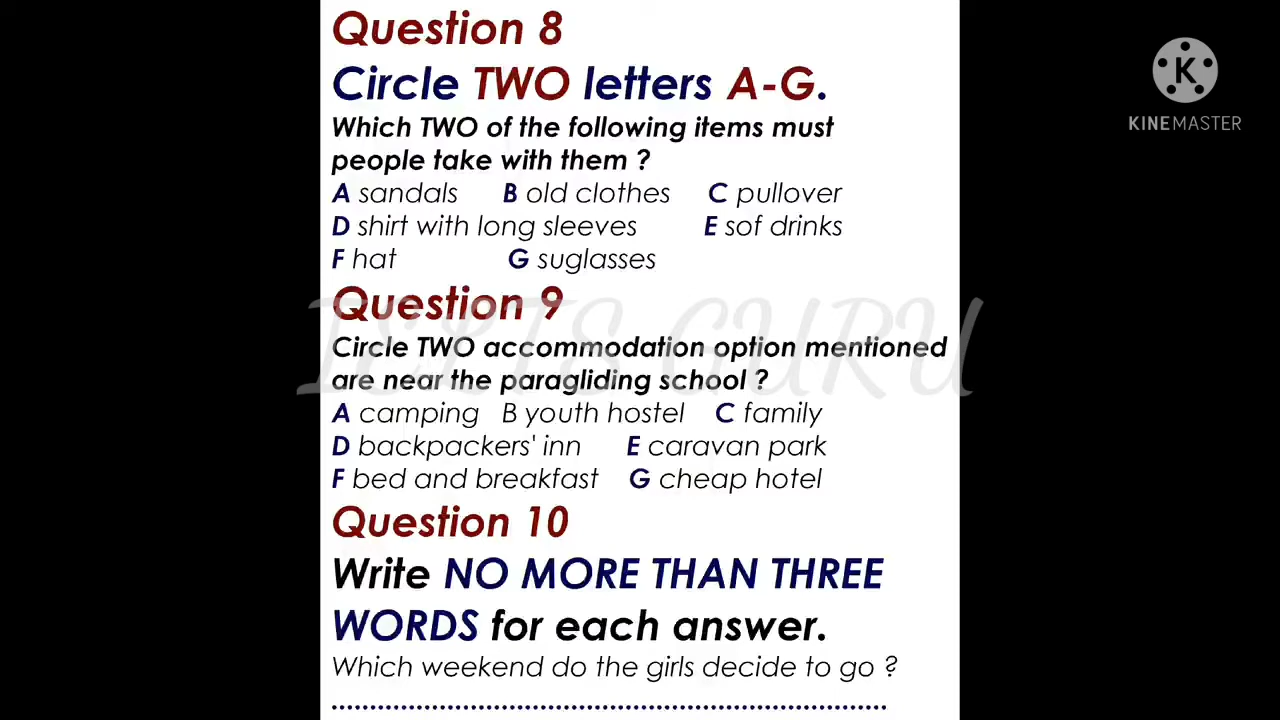 Question 8
Circle TWO letters A-G.
Which TWO of the following items must
people take with them ?
A sandals B old clothes C pullover
D shirt with long sleeves E sof drinks
F hat G suglasses
Question 9
Circle TWO accommodation option mentioned
are near the paragliding school ?
A camping B youth hostel C family
D backpackers' inn E caravan park
F bed and breakfast G cheap hotel
Question 10
Write NO MORE THAN THREE
WORDS for each answer.
Which weekend do the girls decide to go ?
......................................................................
IELTS GURU
K
KINEMASTER